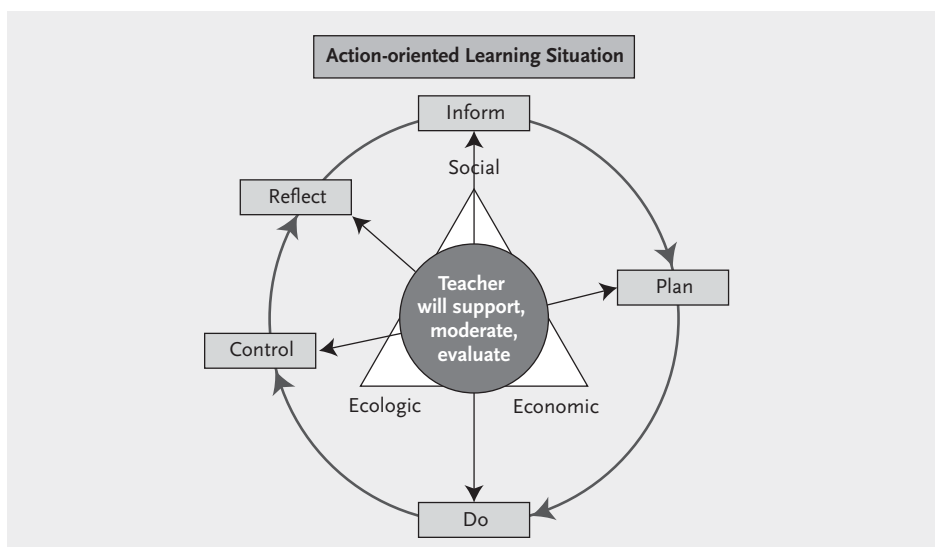 Action-oriented Learning Situation
Inform
Social
Reflect
Teacher
will support,
moderate,
evaluate
Plan
Control
Ecologic
Economic
Do